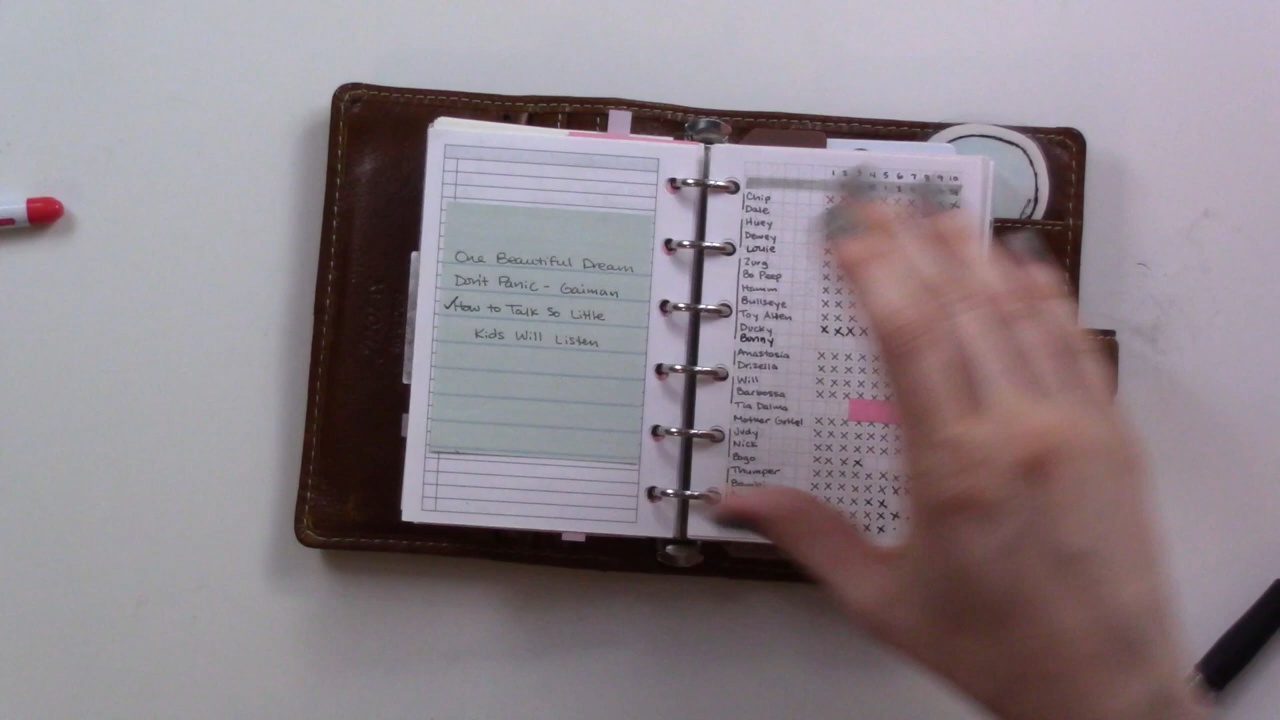 One Beautiful Dream
Don't Panic - Gaiman
✓How to Talk So Little
Kids Will Listen
1 2 3 4 5 6 7 8 9 10
Chip
Dale
Huey
Dewey
Louie
Zurg
Bo Peep
Hamm
Bullseye
Toy Alien
Ducky
Bunny
Anastasia
Drizella
Will
Barbossa
Tia Dalma
Mother Gothel
Judy
Nick
Bogo
Thumper
Bambi